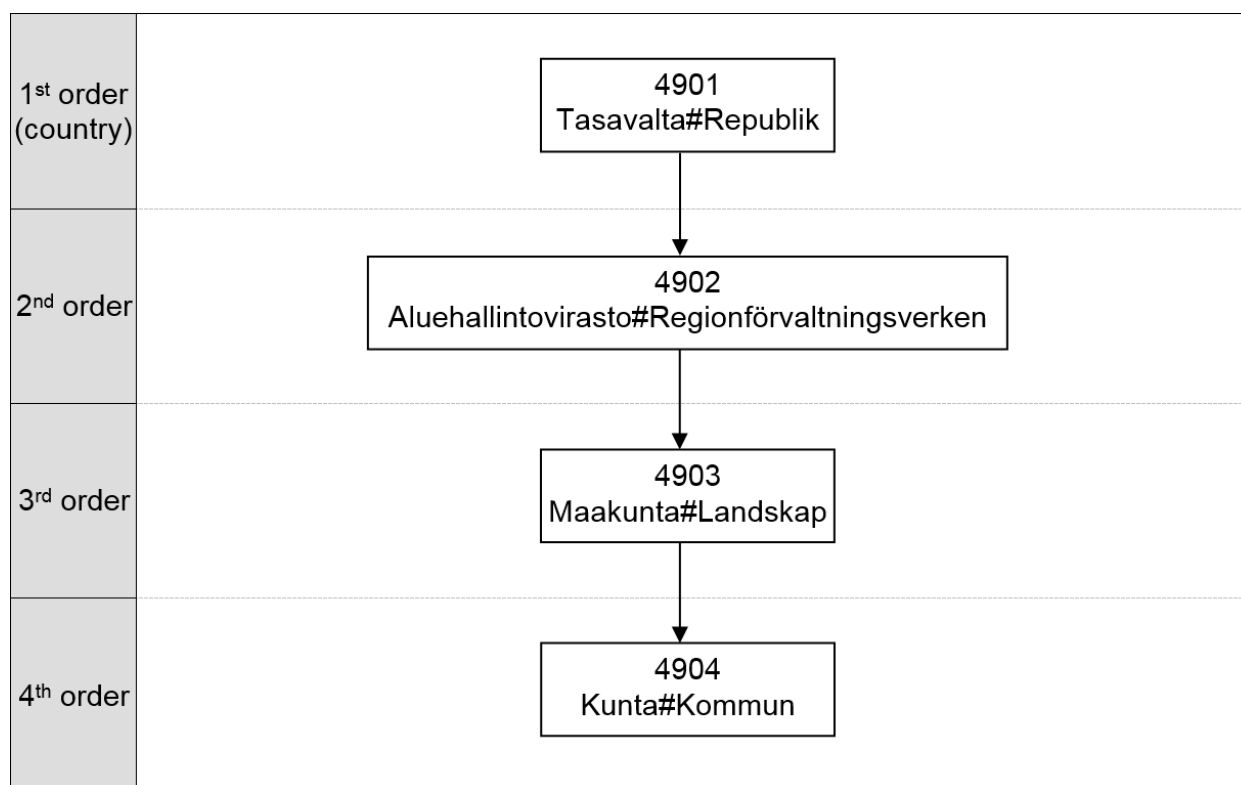 1st order
(country)
4901
Tasavalta#Republik
2nd order
4902
Aluehallintovirasto#Regionförvaltningsverken
3rd order
4903
Maakunta#Landskap
4th order
4904
Kunta#Kommun